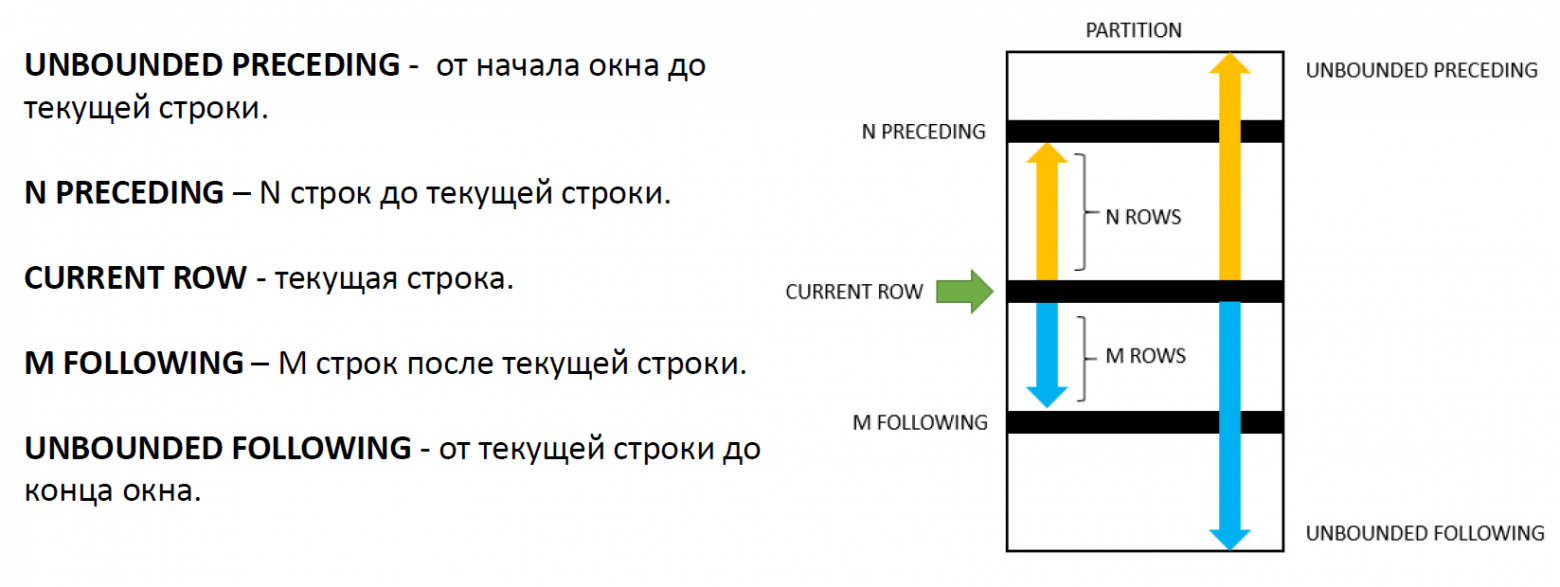 UNBOUNDED PRECEDING - от начала окна до
текущей строки.
N PRECEDING – N строк до текущей строки.
CURRENT ROW - текущая строка.
M FOLLOWING – M строк после текущей строки.
UNBOUNDED FOLLOWING - от текущей строки до
конца окна.
PARTITION
UNBOUNDED PRECEDING
N PRECEDING
N ROWS
CURRENT ROW
M ROWS
M FOLLOWING
UNBOUNDED FOLLOWING